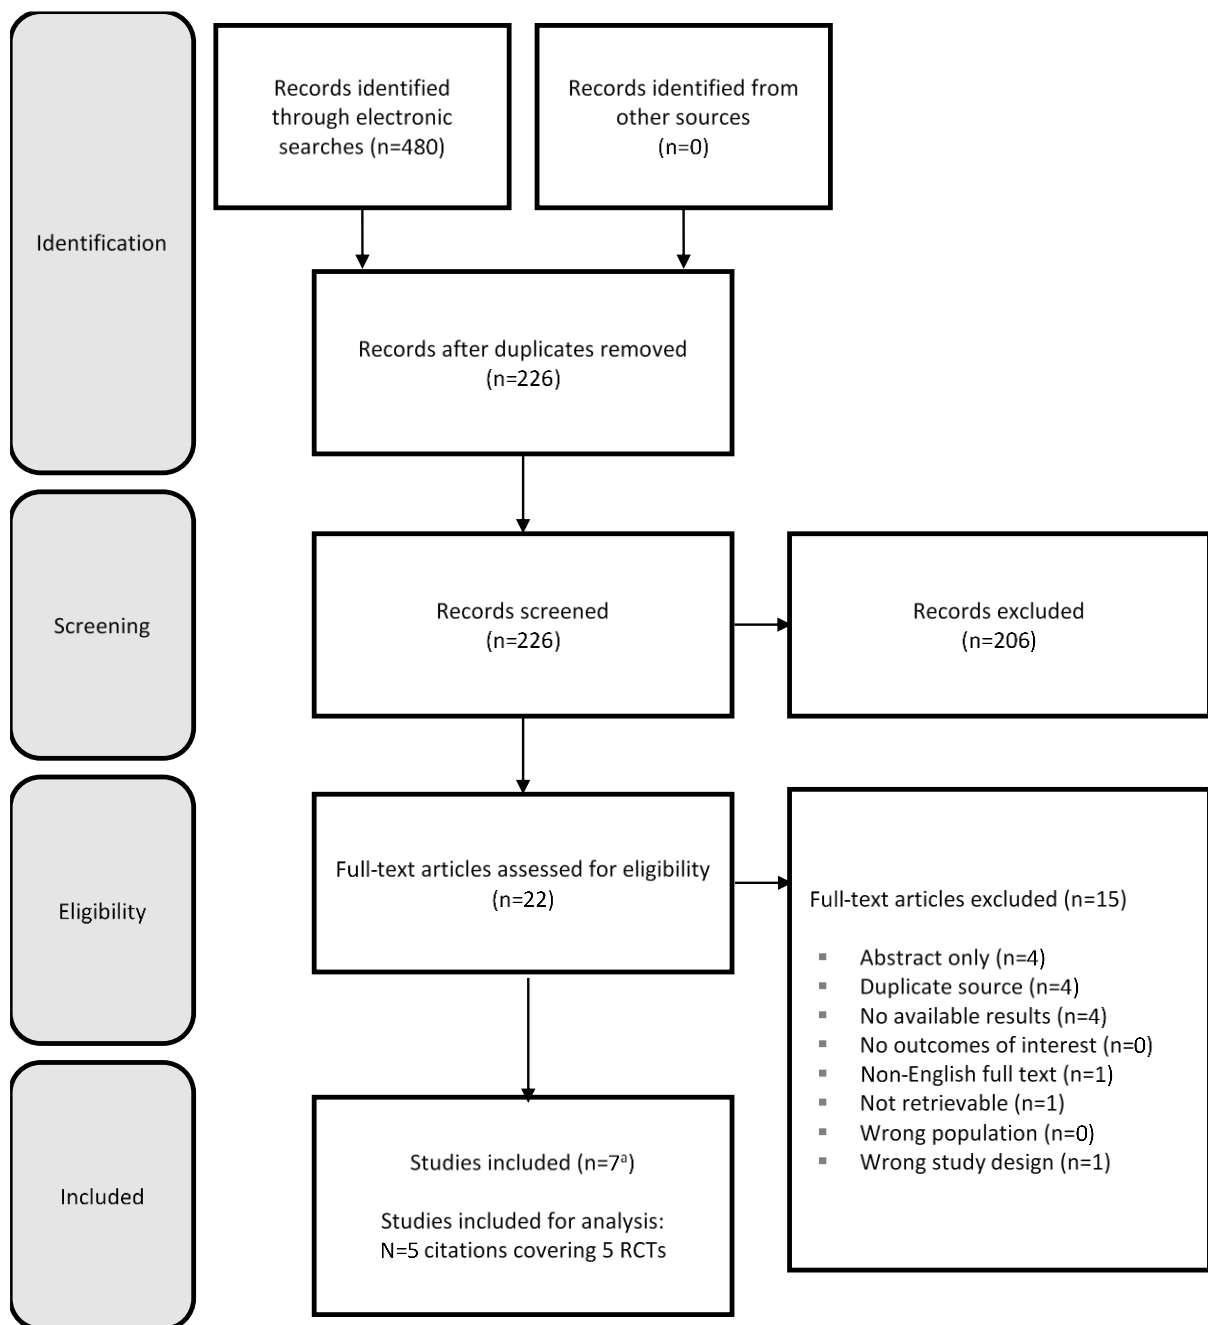 Identification
Records identified
through electronic
searches (n=480)
Records identified from
other sources
(n=0)
Records after duplicates removed
(n=226)
Screening
Records screened
(n=226)
Records excluded
(n=206)
Eligibility
Full-text articles assessed for eligibility
(n=22)
Full-text articles excluded (n=15)
▪ Abstract only (n=4)
▪ Duplicate source (n=4)
▪ No available results (n=4)
▪ No outcomes of interest (n=0)
▪ Non-English full text (n=1)
▪ Not retrievable (n=1)
▪ Wrong population (n=0)
▪ Wrong study design (n=1)
Included
Studies included (n=7ᵃ)
Studies included for analysis:
N=5 citations covering 5 RCTs